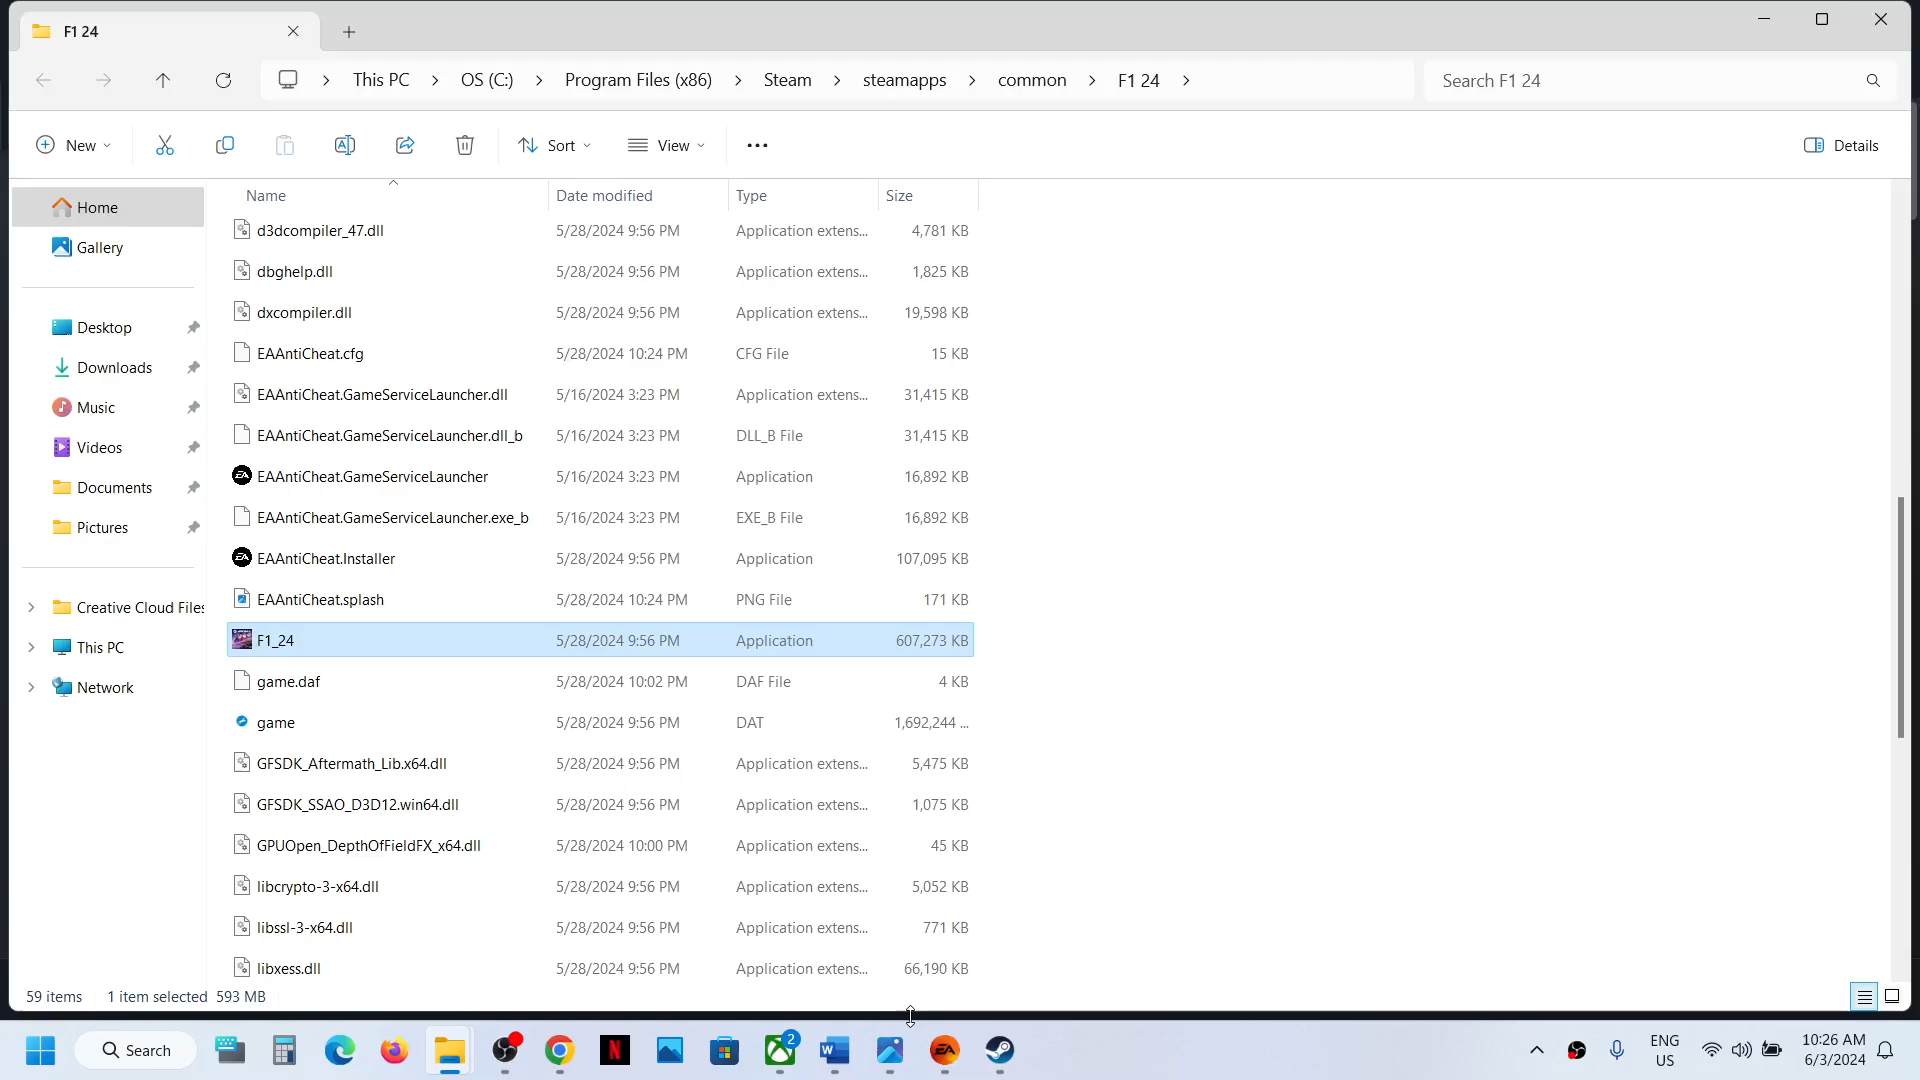 F1 24
This PC
OS (C:)
Program Files (x86)
Steam
steamapps
common
F1 24
Search F1 24
New
Sort
View
Details
Home
Gallery
Desktop
Downloads
Music
Videos
Documents
Pictures
Creative Cloud Files
This PC
Network
Name Date modified Type Size
d3dcompiler_47.dll 5/28/2024 9:56 PM Application extens... 4,781 KB
dbghelp.dll 5/28/2024 9:56 PM Application extens... 1,825 KB
dxcompiler.dll 5/28/2024 9:56 PM Application extens... 19,598 KB
EAAntiCheat.cfg 5/28/2024 10:24 PM CFG File 15 KB
EAAntiCheat.GameServiceLauncher.dll 5/16/2024 3:23 PM Application extens... 31,415 KB
EAAntiCheat.GameServiceLauncher.dll_b 5/16/2024 3:23 PM DLL_B File 31,415 KB
EAAntiCheat.GameServiceLauncher 5/16/2024 3:23 PM Application 16,892 KB
EAAntiCheat.GameServiceLauncher.exe_b 5/16/2024 3:23 PM EXE_B File 16,892 KB
EAAntiCheat.Installer 5/28/2024 9:56 PM Application 107,095 KB
EAAntiCheat.splash 5/28/2024 10:24 PM PNG File 171 KB
F1_24 5/28/2024 9:56 PM Application 607,273 KB
game.daf 5/28/2024 10:02 PM DAF File 4 KB
game 5/28/2024 9:56 PM DAT 1,692,244 ...
GFSDK_Aftermath_Lib.x64.dll 5/28/2024 9:56 PM Application extens... 5,475 KB
GFSDK_SSAO_D3D12.win64.dll 5/28/2024 9:56 PM Application extens... 1,075 KB
GPUOpen_DepthOfFieldFX_x64.dll 5/28/2024 10:00 PM Application extens... 45 KB
libcrypto-3-x64.dll 5/28/2024 9:56 PM Application extens... 5,052 KB
libssl-3-x64.dll 5/28/2024 9:56 PM Application extens... 771 KB
libxess.dll 5/28/2024 9:56 PM Application extens... 66,190 KB
59 items 1 item selected 593 MB
Search
2
ENG
US
10:26 AM
6/3/2024